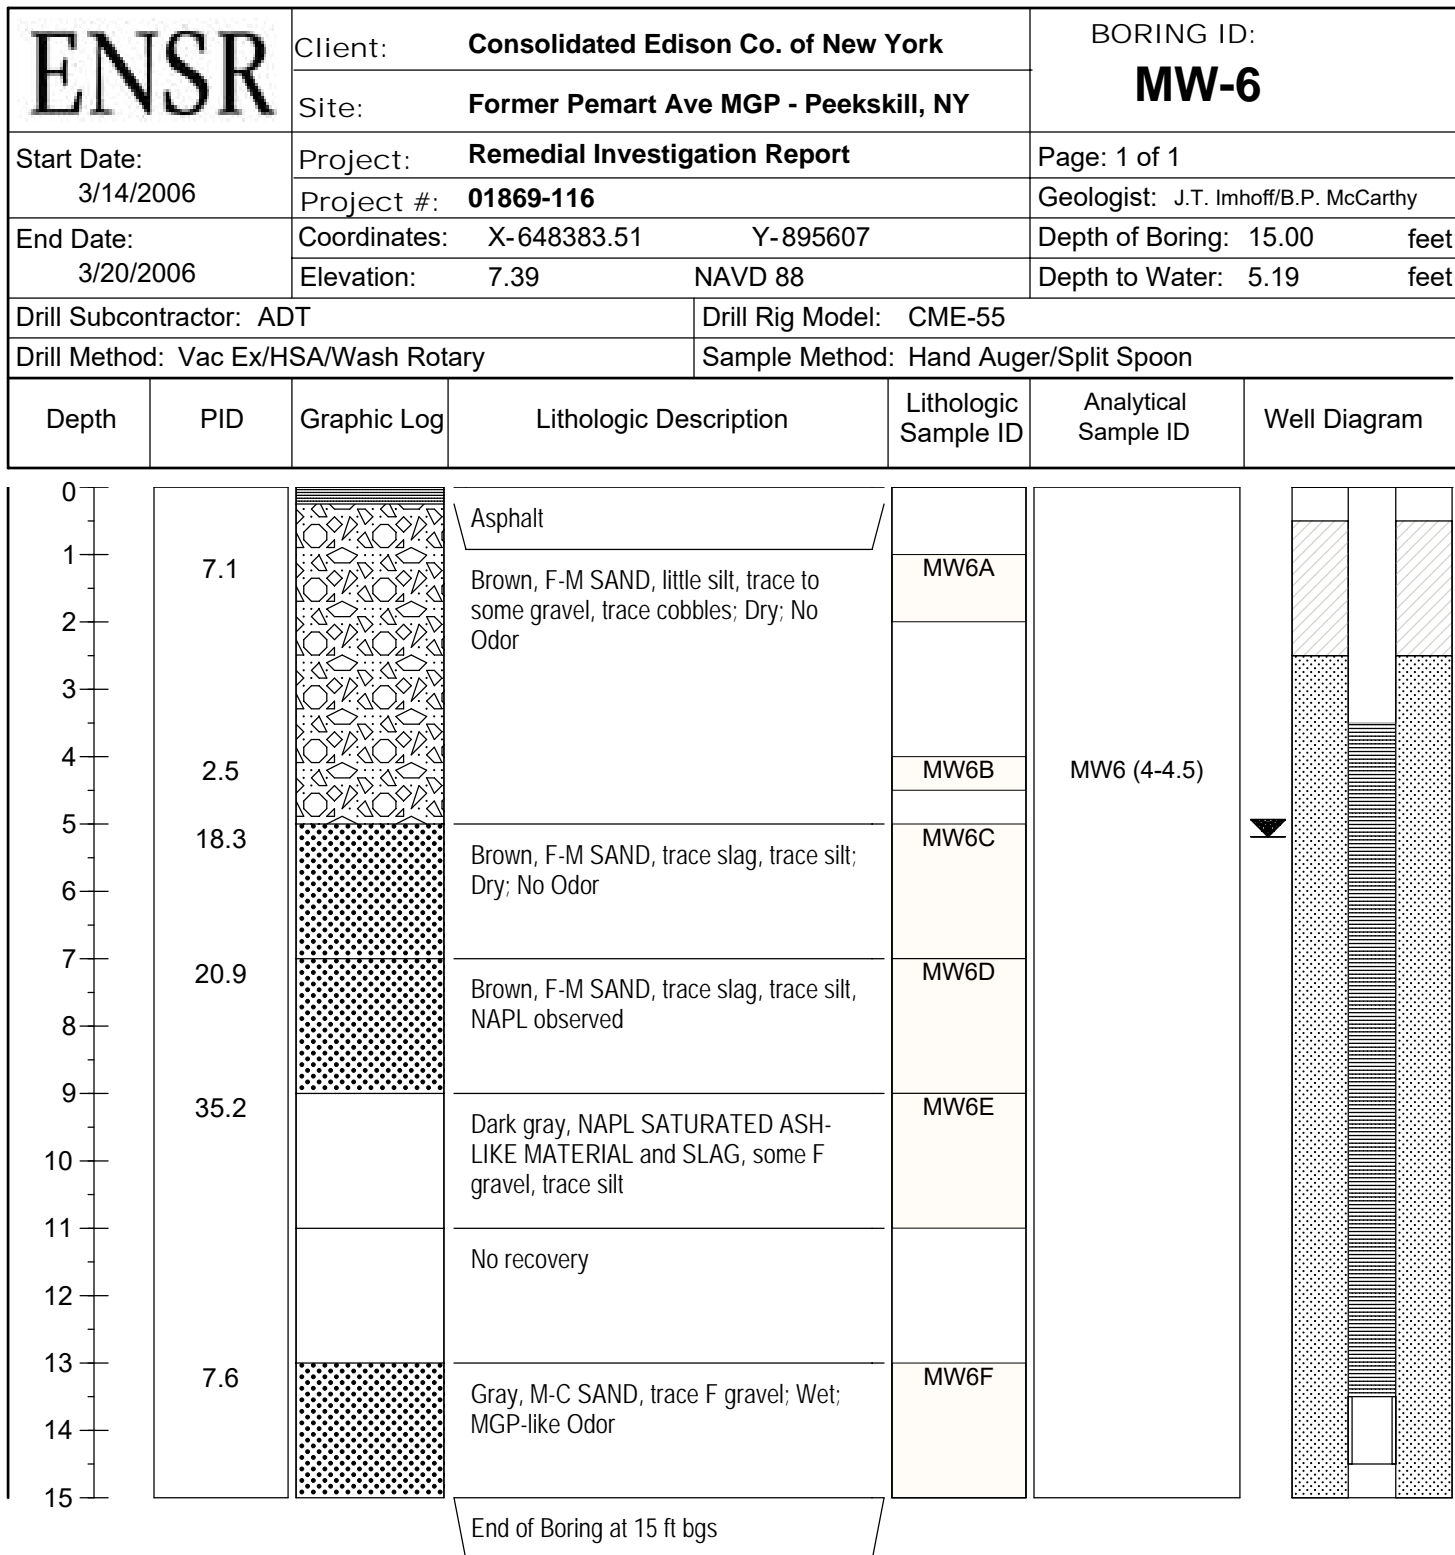 ENSR
Client: Consolidated Edison Co. of New York
Site: Former Pemart Ave MGP - Peekskill, NY
BORING ID:
MW-6
Start Date:
3/14/2006
Project: Remedial Investigation Report
Page: 1 of 1
Project #: 01869-116
Geologist: J.T. Imhoff/B.P. McCarthy
End Date:
3/20/2006
Coordinates: X-648383.51 Y-895607
Depth of Boring: 15.00 feet
Elevation: 7.39 NAVD 88
Depth to Water: 5.19 feet
Drill Subcontractor: ADT
Drill Rig Model: CME-55
Drill Method: Vac Ex/HSA/Wash Rotary
Sample Method: Hand Auger/Split Spoon
Depth
PID
Graphic Log
Lithologic Description
Lithologic
Sample ID
Analytical
Sample ID
Well Diagram
0
Asphalt
1
7.1
Brown, F-M SAND, little silt, trace to
some gravel, trace cobbles; Dry; No
Odor
MW6A
2
3
4
2.5
MW6B
MW6 (4-4.5)
5
18.3
Brown, F-M SAND, trace slag, trace silt;
Dry; No Odor
MW6C
6
7
20.9
Brown, F-M SAND, trace slag, trace silt,
NAPL observed
MW6D
8
9
35.2
Dark gray, NAPL SATURATED ASH-
LIKE MATERIAL and SLAG, some F
gravel, trace silt
MW6E
10
11
No recovery
12
13
7.6
Gray, M-C SAND, trace F gravel; Wet;
MGP-like Odor
MW6F
14
15
End of Boring at 15 ft bgs